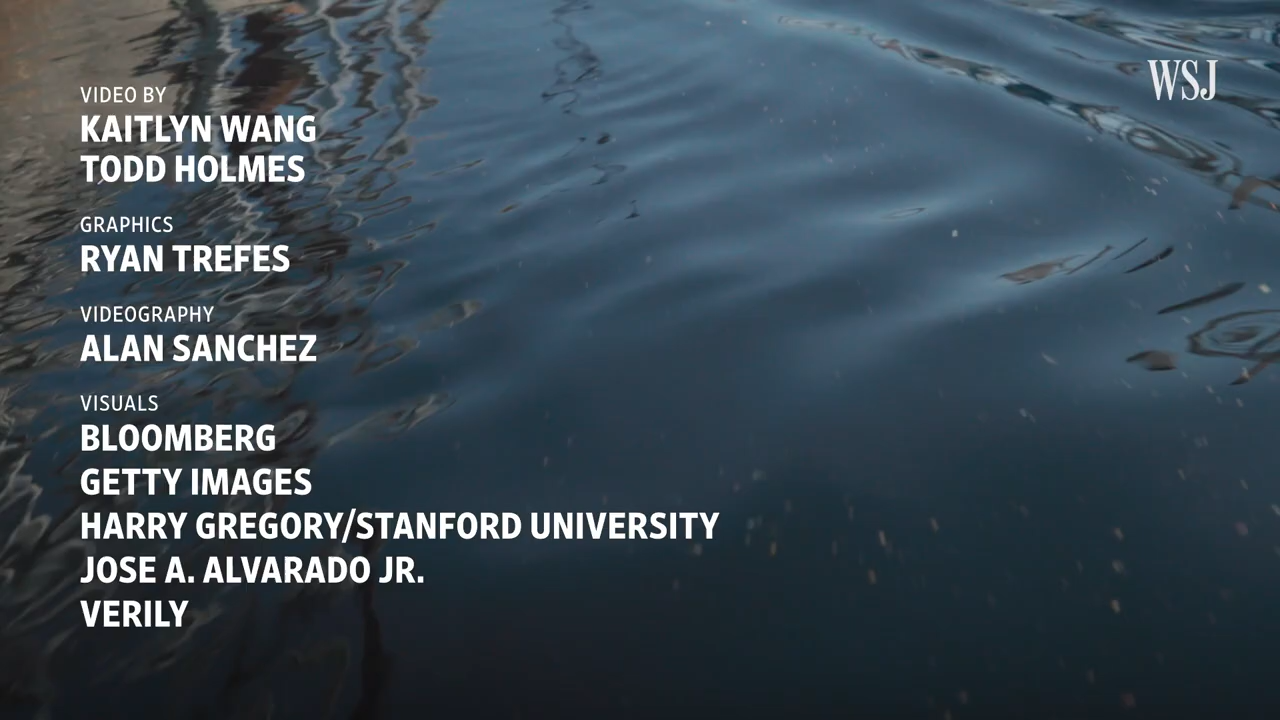 WSJ
VIDEO BY
KAITLYN WANG
TODD HOLMES
GRAPHICS
RYAN TREFES
VIDEOGRAPHY
ALAN SANCHEZ
VISUALS
BLOOMBERG
GETTY IMAGES
HARRY GREGORY/STANFORD UNIVERSITY
JOSE A. ALVARADO JR.
VERILY